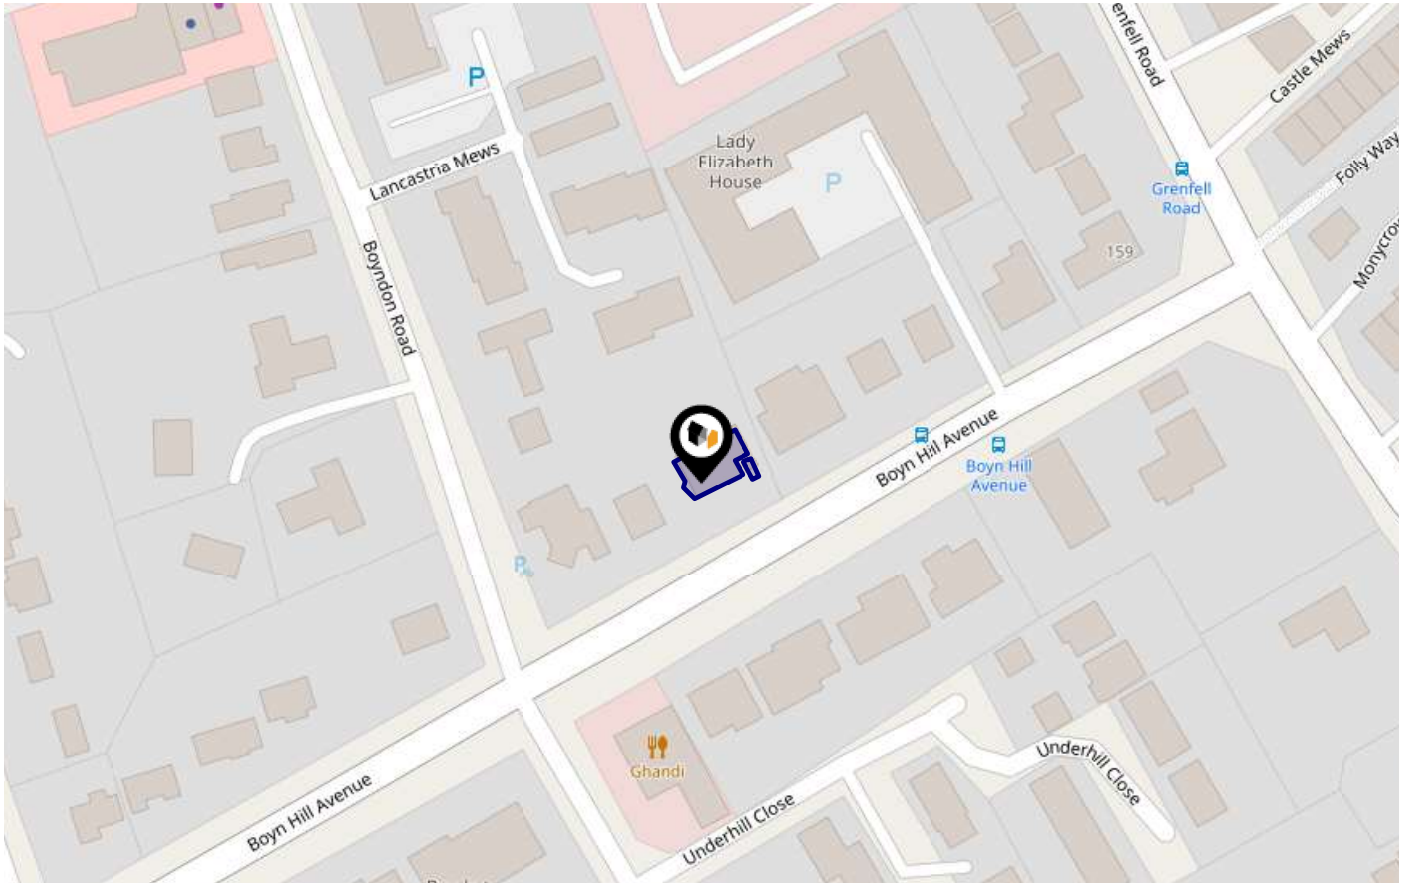 enfell Road
Castle Mews
P
Lancastria Mews
Lady
Elizabeth
House
P
Folly Way
Grenfell
Road
Boyndon Road
159
Boyn Hill Avenue
Boyn Hill
Avenue
P
Ghandi
Underhill Close
Underhill Close
Boyn Hill Avenue